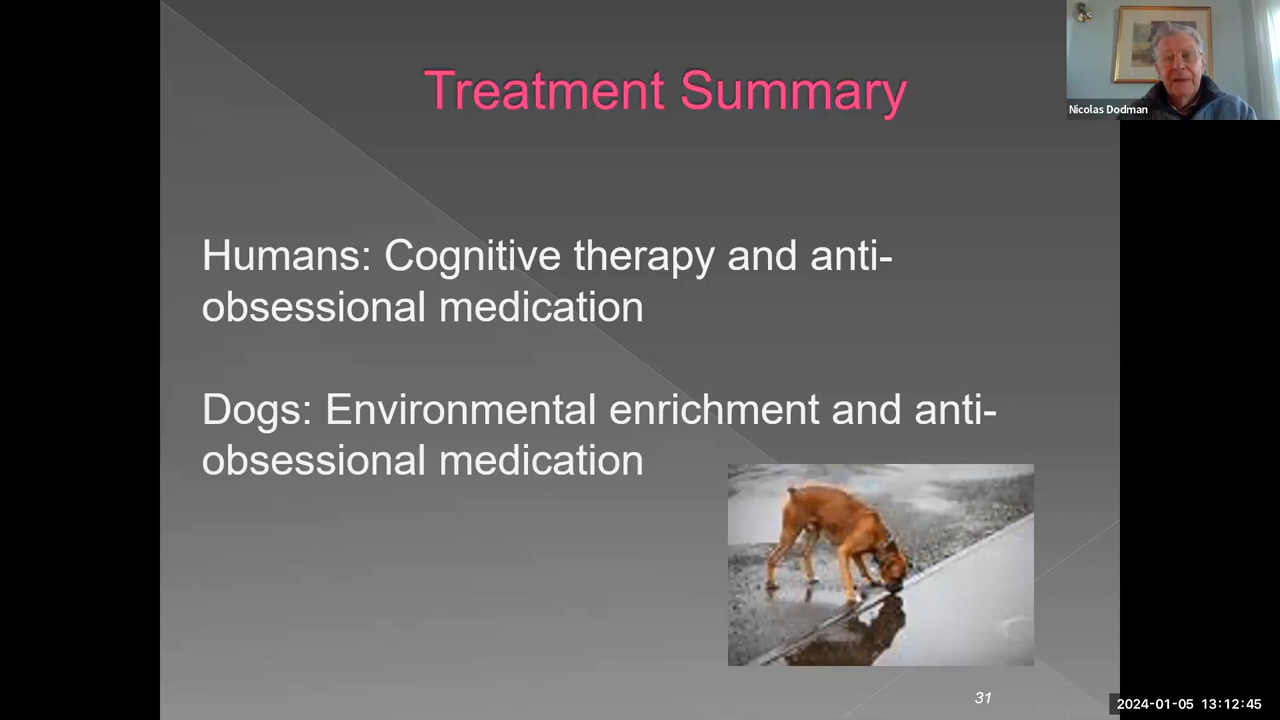 Treatment Summary
Nicolas Dodman
Humans: Cognitive therapy and anti-
obsessional medication
Dogs: Environmental enrichment and anti-
obsessional medication
31
2024-01-05 13:12:45